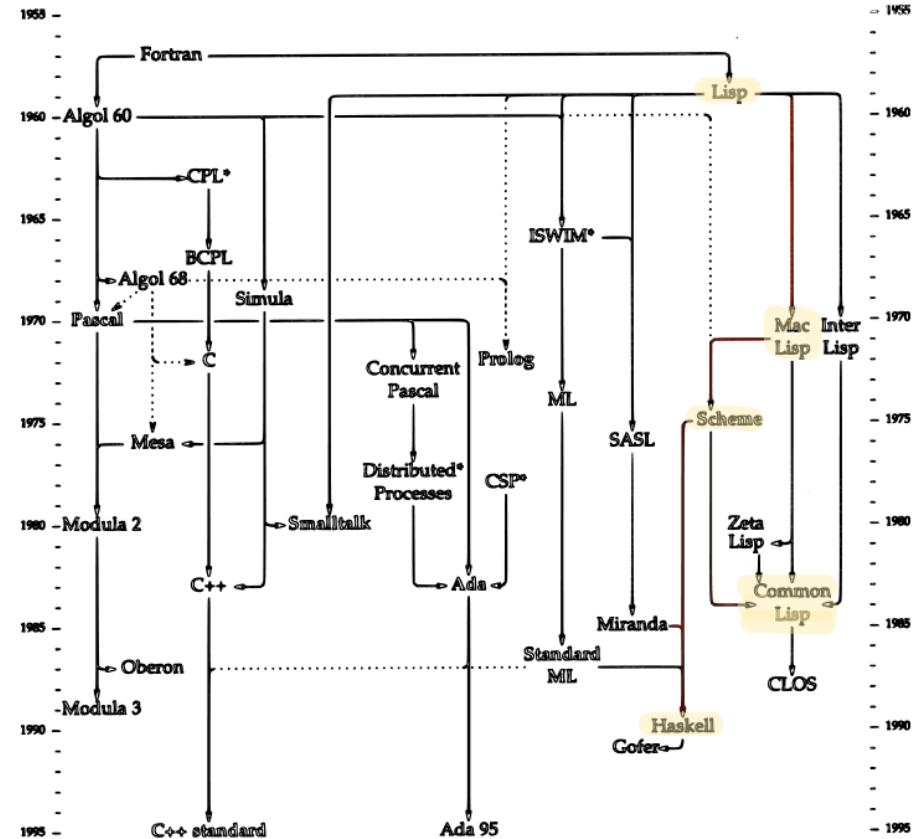 1955
1955
Fortran
Lisp
1960
Algol 60
1960
CPL*
1965
ISWIM*
1965
BCPL
Algol 68
Simula
1970
Pascal
Mac
Lisp
Inter
Lisp
1970
C
Concurrent
Pascal
Prolog
ML
1975
Mesa
Scheme
SASL
1975
Distributed*
Processes
CSP*
1980
Modula 2
Smalltalk
Zeta
Lisp
1980
C++
Ada
Common
Lisp
1985
Miranda
1985
Oberon
Standard
ML
CLOS
Modula 3
1990
Haskell
Gofer
1990
1995
C++ standard
Ada 95
1995